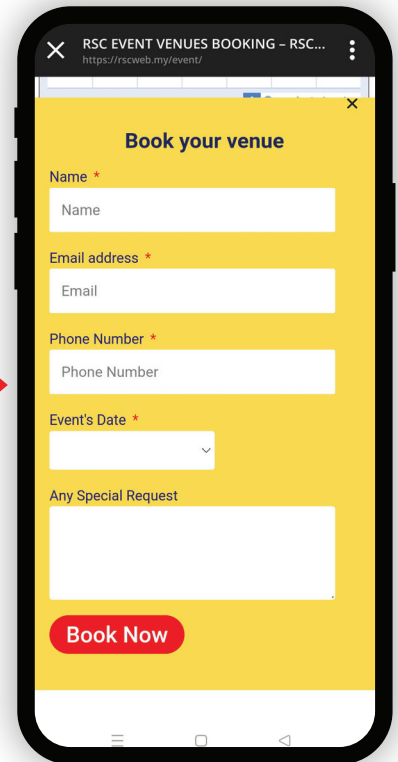 RSC EVENT VENUES BOOKING – RSC...
https://rscweb.my/event/
Book your venue
Name *
Name
Email address *
Email
Phone Number *
Phone Number
Event's Date *
Any Special Request
Book Now